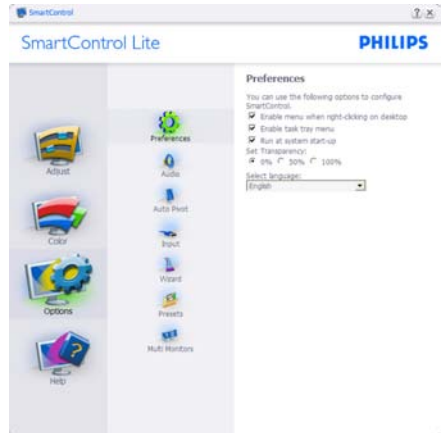 SmartControl
SmartControl Lite
PHILIPS
Adjust
Color
Options
Help
Preferences
Audio
Auto Pivot
Input
Wizard
Presets
Multi Monitors
Preferences
You can use the following options to configure
SmartControl.
Enable menu when right-clicking on desktop
Enable task tray menu
Run at system start-up
Set Transparency:
0% 50% 100%
Select language:
English